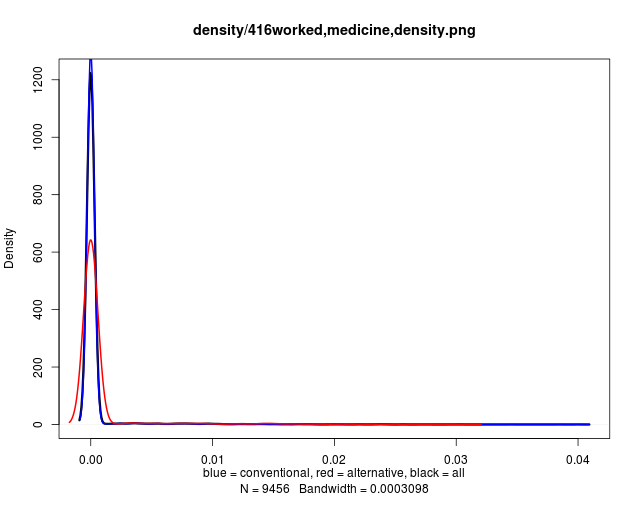 density/416worked,medicine,density.png
Density
0
200
400
600
800
1000
1200
0.00 0.01 0.02 0.03 0.04
blue = conventional, red = alternative, black = all
N = 9456 Bandwidth = 0.0003098